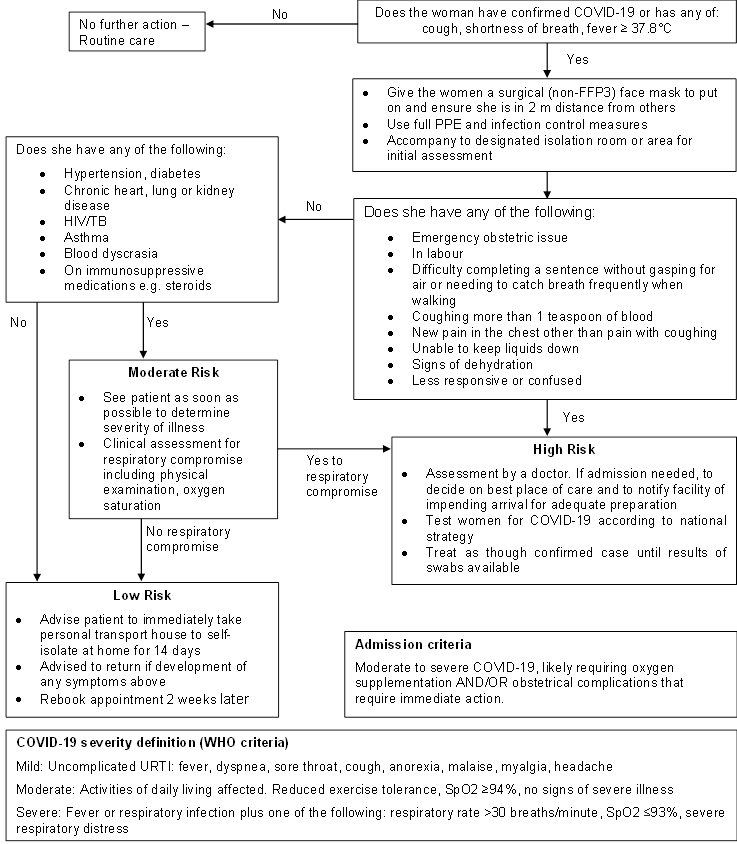 Does the woman have confirmed COVID-19 or has any of:
cough, shortness of breath, fever ≥ 37.8°C
No
No further action –
Routine care
Yes
• Give the women a surgical (non-FFP3) face mask to put
on and ensure she is in 2 m distance from others
• Use full PPE and infection control measures
• Accompany to designated isolation room or area for
initial assessment
Does she have any of the following:
• Emergency obstetric issue
• In labour
• Difficulty completing a sentence without gasping for
air or needing to catch breath frequently when
walking
• Coughing more than 1 teaspoon of blood
• New pain in the chest other than pain with coughing
• Unable to keep liquids down
• Signs of dehydration
• Less responsive or confused
No
Does she have any of the following:
• Hypertension, diabetes
• Chronic heart, lung or kidney
disease
• HIV/TB
• Asthma
• Blood dyscrasia
• On immunosuppressive
medications e.g. steroids
No
Yes
Moderate Risk
• See patient as soon as
possible to determine
severity of illness
• Clinical assessment for
respiratory compromise
including physical
examination, oxygen
saturation
Yes to
respiratory
compromise
Yes
High Risk
• Assessment by a doctor. If admission needed, to
decide on best place of care and to notify facility of
impending arrival for adequate preparation
• Test women for COVID-19 according to national
strategy
• Treat as though confirmed case until results of
swabs available
No respiratory
compromise
Low Risk
• Advise patient to immediately take
personal transport house to self-
isolate at home for 14 days
• Advised to return if development of
any symptoms above
• Rebook appointment 2 weeks later
Admission criteria
Moderate to severe COVID-19, likely requiring oxygen
supplementation AND/OR obstetrical complications that
require immediate action.
COVID-19 severity definition (WHO criteria)
Mild: Uncomplicated URTI: fever, dyspnea, sore throat, cough, anorexia, malaise, myalgia, headache
Moderate: Activities of daily living affected. Reduced exercise tolerance, SpO2 ≥94%, no signs of severe illness
Severe: Fever or respiratory infection plus one of the following: respiratory rate >30 breaths/minute, SpO2 ≤93%, severe
respiratory distress